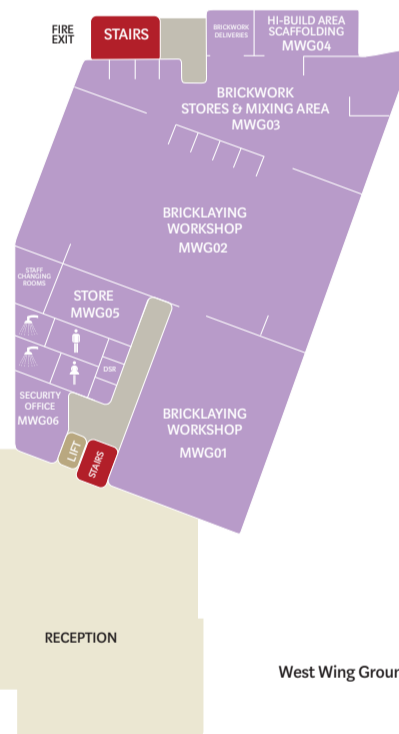 FIRE
EXIT
STAIRS
BRICKWORK
DELIVERIES
HI-BUILD AREA
SCAFFOLDING
MWG04
BRICKWORK
STORES & MIXING AREA
MWG03
BRICKLAYING
WORKSHOP
MWG02
STAFF
CHANGING
ROOMS
STORE
MWG05
DSR
SECURITY
OFFICE
MWG06
LIFT
STAIRS
BRICKLAYING
WORKSHOP
MWG01
RECEPTION
West Wing Groun